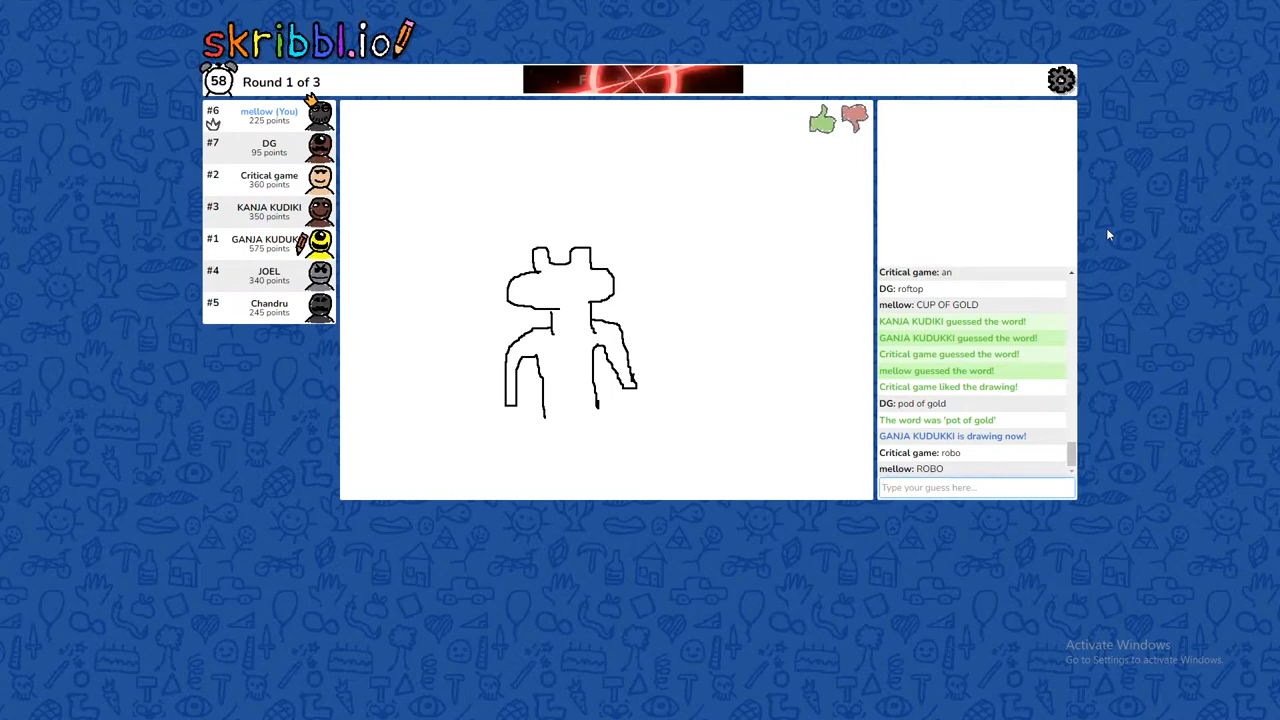 skribbl.io
58
Round 1 of 3
#6
mellow (You)
225 points
#7
DG
95 points
#2
Critical game
360 points
#3
KANJA KUDIKI
350 points
#1
GANJA KUDUK
575 points
#4
JOEL
340 points
#5
Chandru
245 points
Critical game: an
DG: roftop
mellow: CUP OF GOLD
KANJA KUDIKI guessed the word!
GANJA KUDUKKI guessed the word!
Critical game guessed the word!
mellow guessed the word!
Critical game liked the drawing!
DG: pod of gold
The word was 'pot of gold'
GANJA KUDUKKI is drawing now!
Critical game: robo
mellow: ROBO
Type your guess here...
Activate Windows
Go to Settings to activate Windows.